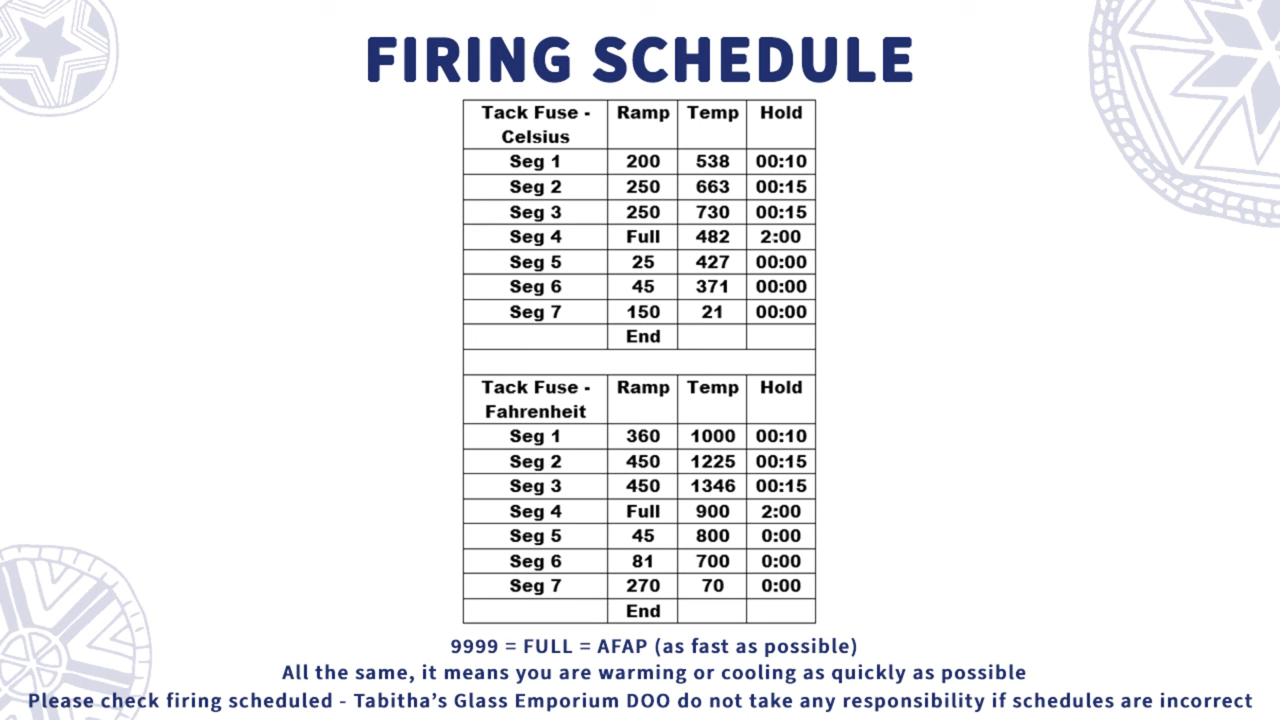 FIRING SCHEDULE
Tack Fuse - Ramp Temp Hold
Celsius
Seg 1 200 538 00:10
Seg 2 250 663 00:15
Seg 3 250 730 00:15
Seg 4 Full 482 2:00
Seg 5 25 427 00:00
Seg 6 45 371 00:00
Seg 7 150 21 00:00
End
Tack Fuse - Ramp Temp Hold
Fahrenheit
Seg 1 360 1000 00:10
Seg 2 450 1225 00:15
Seg 3 450 1346 00:15
Seg 4 Full 900 2:00
Seg 5 45 800 0:00
Seg 6 81 700 0:00
Seg 7 270 70 0:00
End
9999 = FULL = AFAP (as fast as possible)
All the same, it means you are warming or cooling as quickly as possible
Please check firing scheduled - Tabitha’s Glass Emporium DOO do not take any responsibility if schedules are incorrect